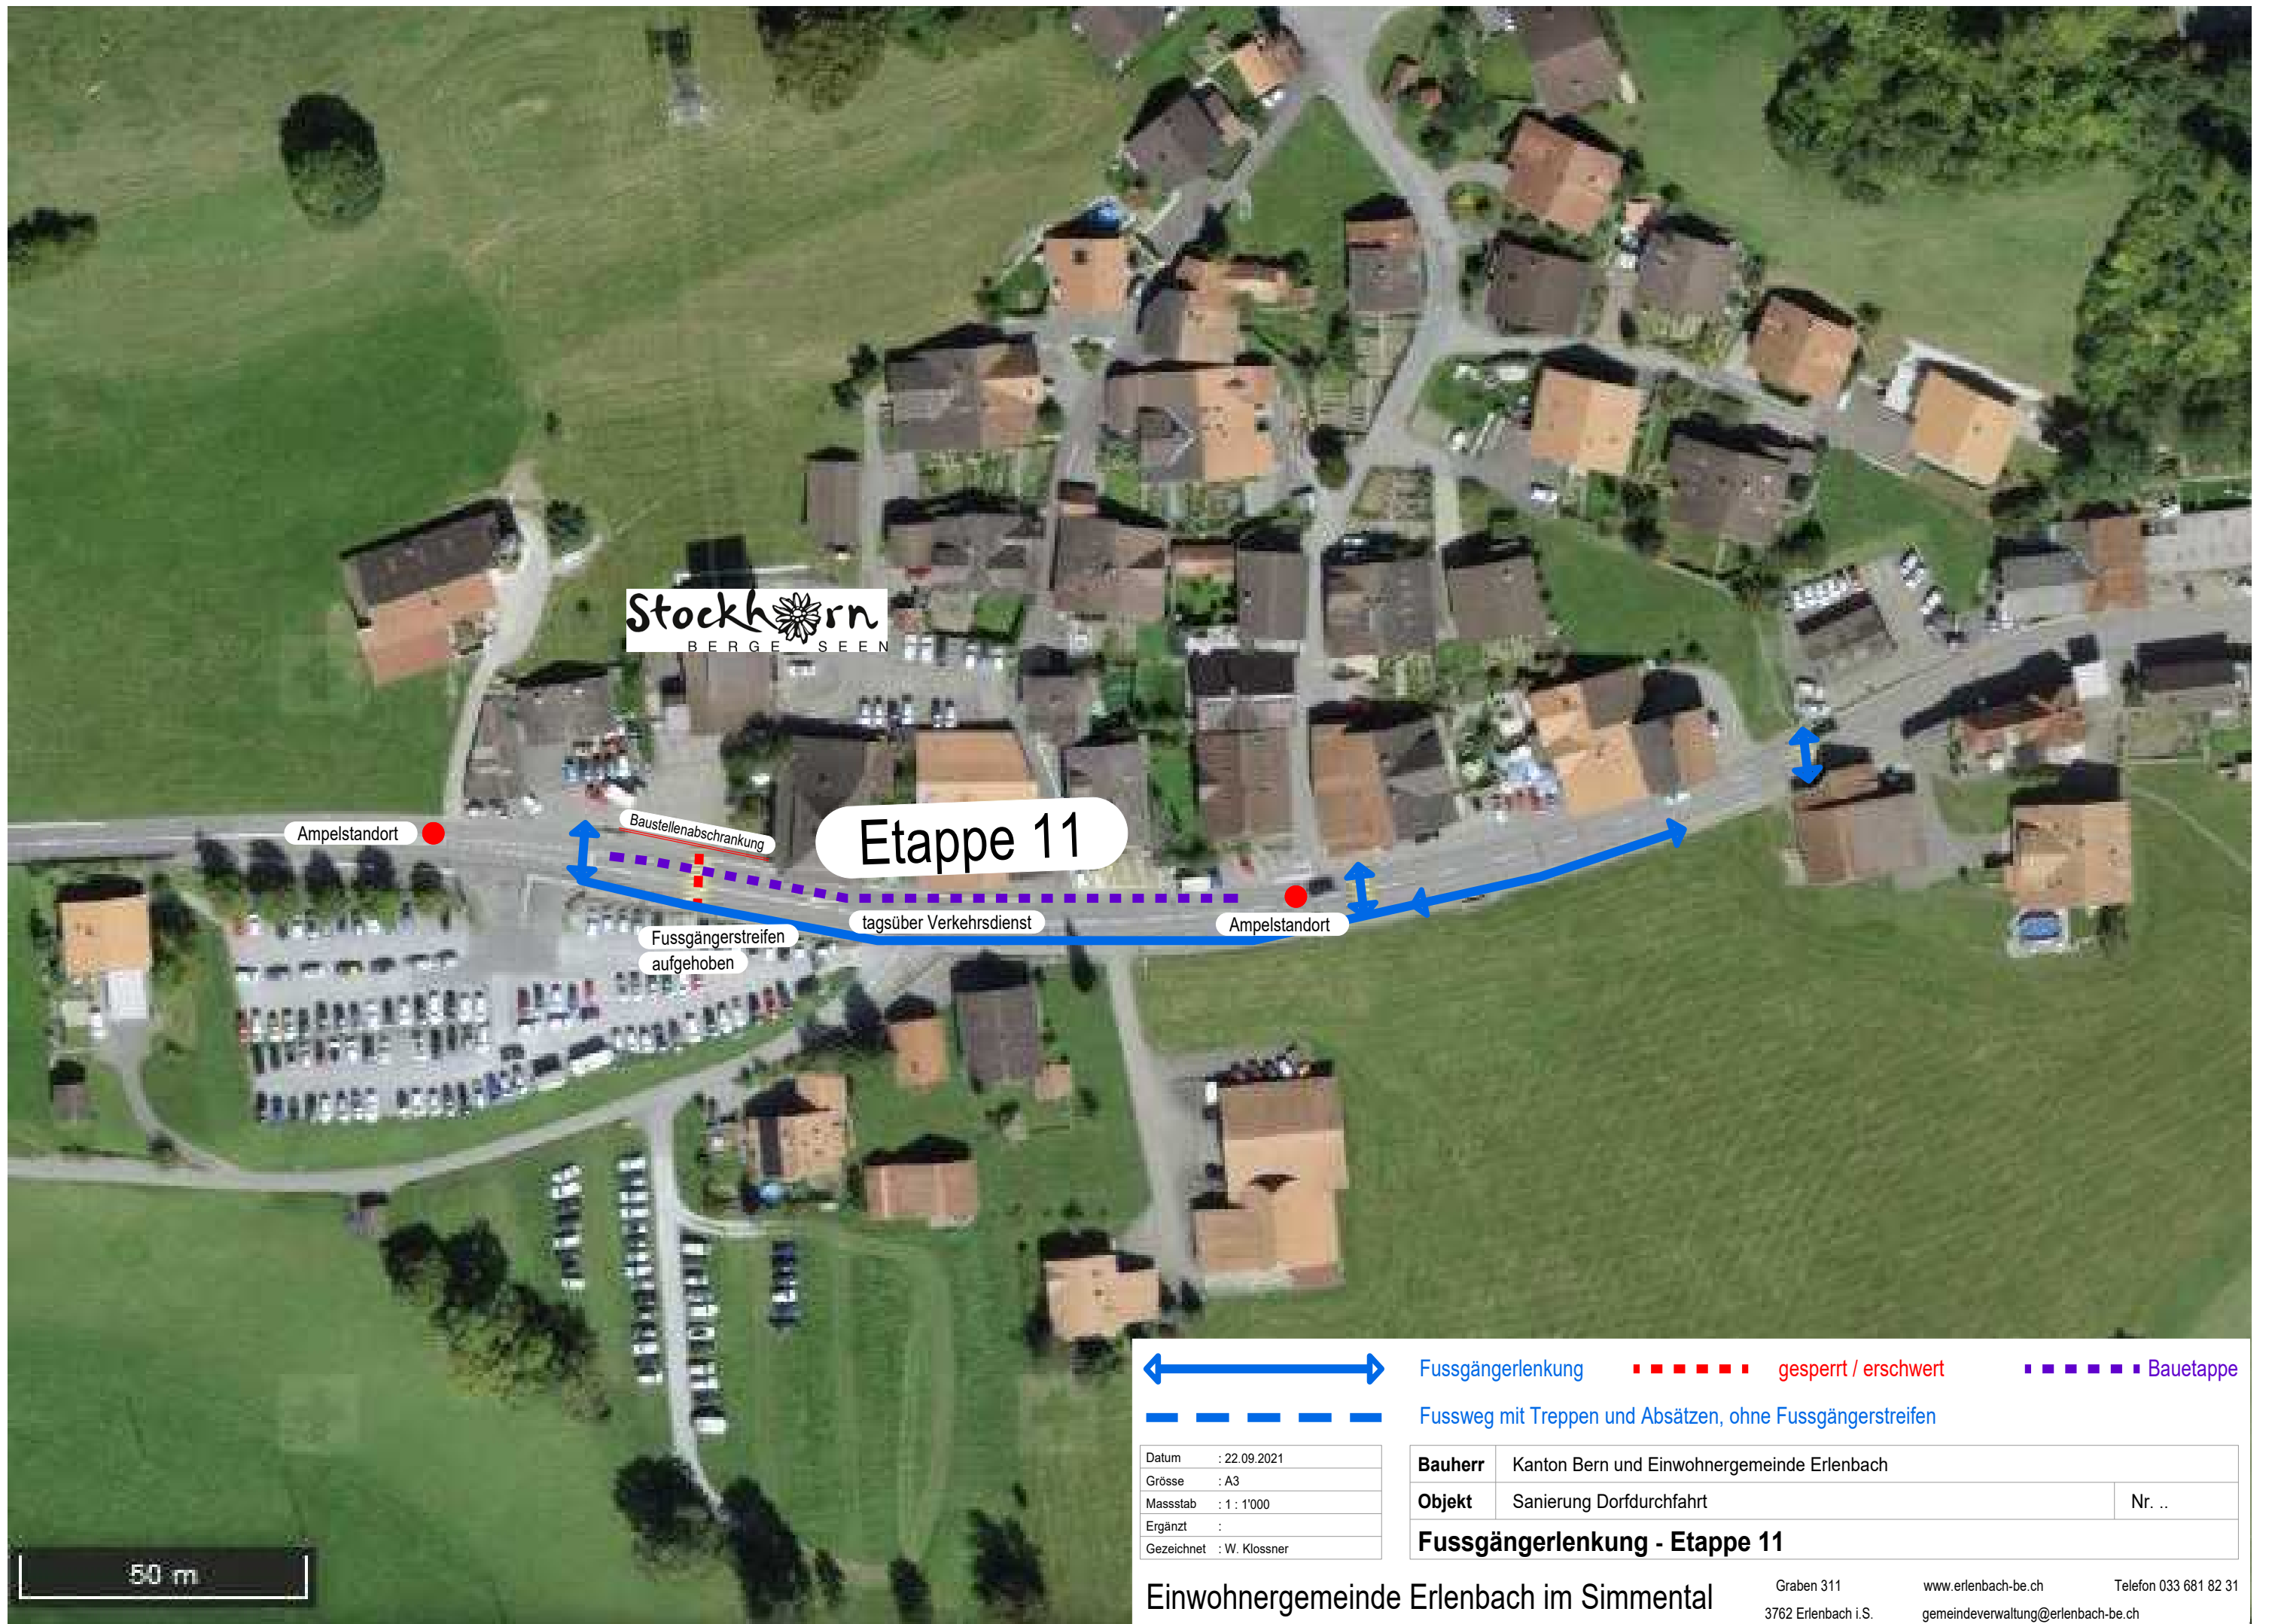 Stockhorn
BERGE SEEN
Baustellenabschrankung
Ampelstandort
Etappe 11
tagsüber Verkehrsdienst
Ampelstandort
Fussgängerstreifen
aufgehoben
Fussgängerlenkung
gesperrt / erschwert
Bauetappe
Fussweg mit Treppen und Absätzen, ohne Fussgängerstreifen
Datum : 22.09.2021
Grösse : A3
Massstab : 1 : 1'000
Ergänzt :
Gezeichnet : W. Klossner
Bauherr Kanton Bern und Einwohnergemeinde Erlenbach
Objekt Sanierung Dorfdurchfahrt Nr. ..
Fussgängerlenkung - Etappe 11
50 m
Einwohnergemeinde Erlenbach im Simmental
Graben 311 www.erlenbach-be.ch Telefon 033 681 82 31
3762 Erlenbach i.S. gemeindeverwaltung@erlenbach-be.ch